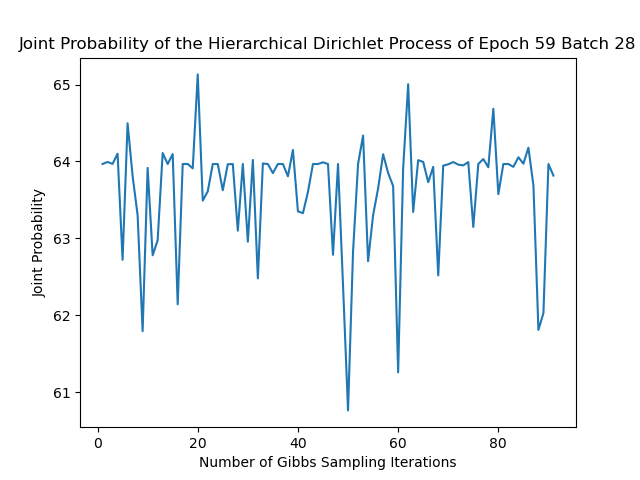 Joint Probability of the Hierarchical Dirichlet Process of Epoch 59 Batch 28
65
64
63
62
61
Joint Probability
0 20 40 60 80
Number of Gibbs Sampling Iterations